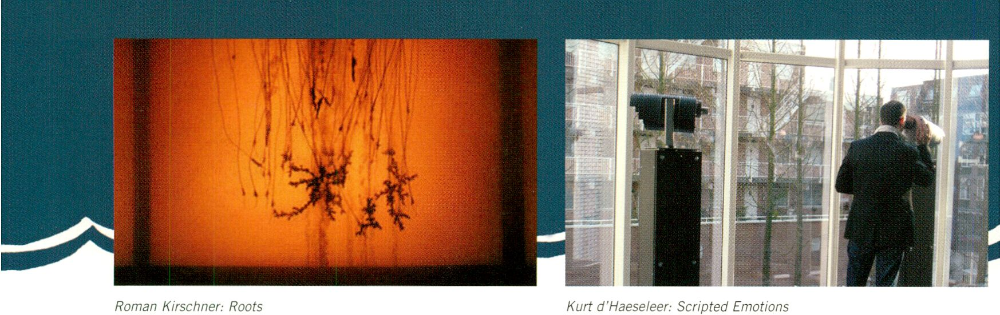 Roman Kirschner: Roots
Kurt d'Haeseleer: Scripted Emotions